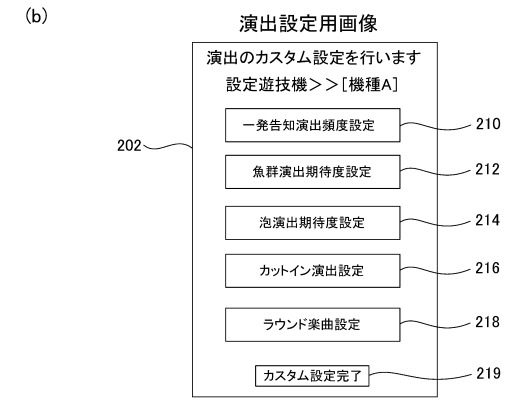 (b)
演出設定用画像
演出のカスタム設定を行います
設定遊技機＞＞［機種A］
一発告知演出頻度設定
210
魚群演出期待度設定
212
202
泡演出期待度設定
214
カットイン演出設定
216
ラウンド楽曲設定
218
カスタム設定完了
219